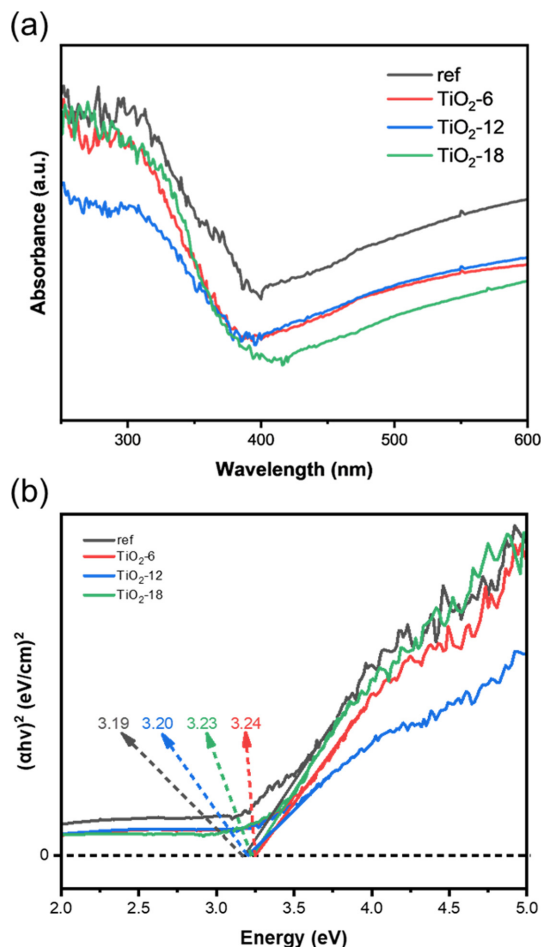 (a)
ref
TiO₂-6
TiO₂-12
TiO₂-18
Absorbance (a.u.)
300 400 500 600
Wavelength (nm)
(b)
ref
TiO₂-6
TiO₂-12
TiO₂-18
(αhv)² (eV/cm)²
3.19 3.20 3.23 3.24
0
2.0 2.5 3.0 3.5 4.0 4.5 5.0
Energy (eV)